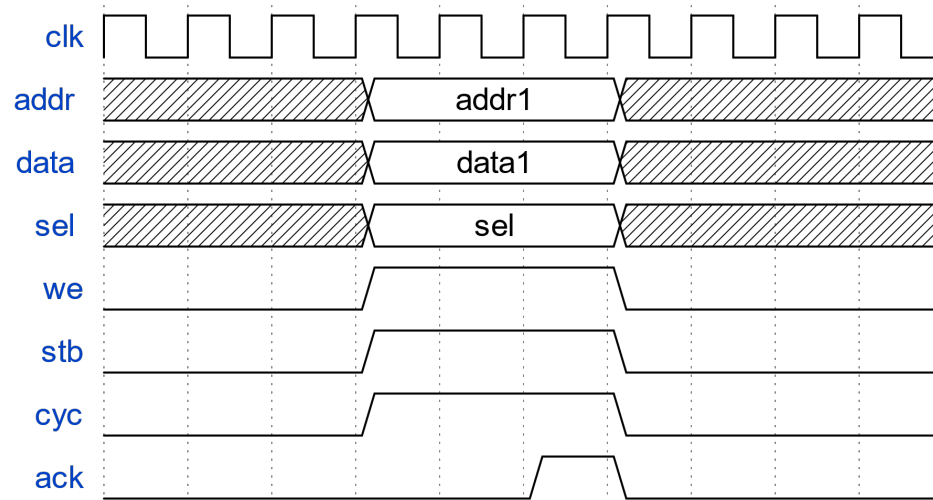 clk
addr addr1
data data1
sel sel
we
stb
cyc
ack